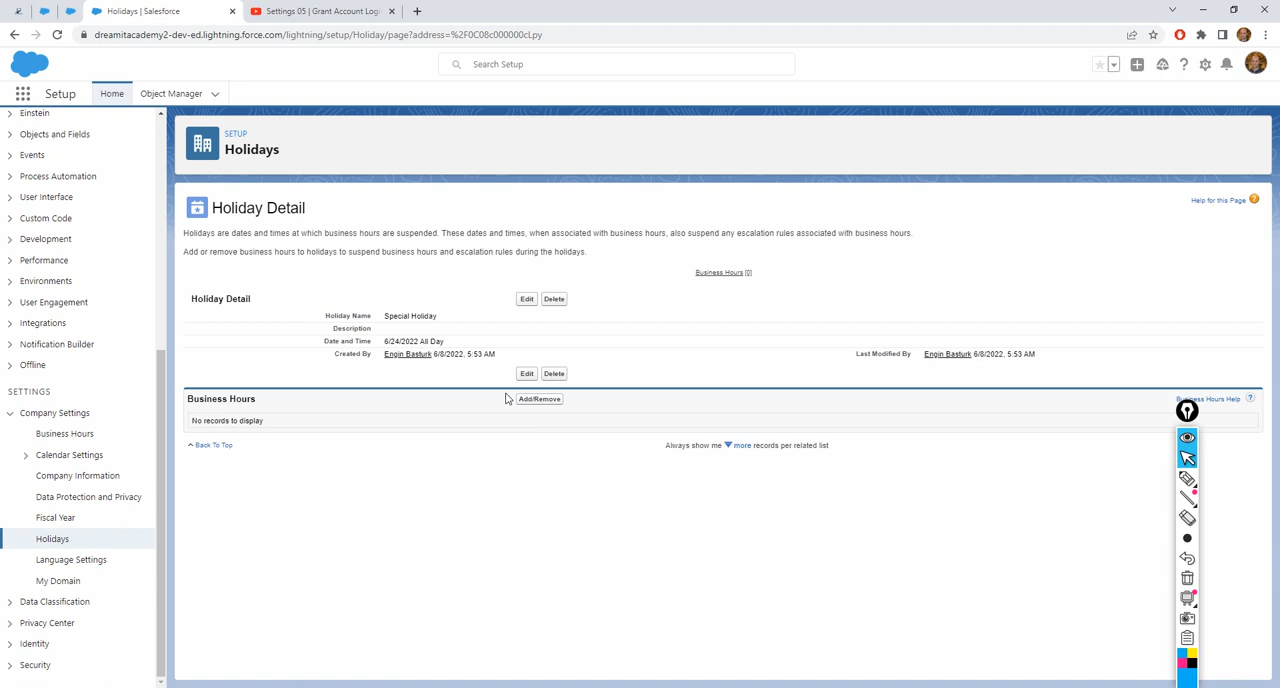 Holidays | Salesforce
Settings 05 | Grant Account Logi
dreamitacademy2-dev-ed.lightning.force.com/lightning/setup/Holiday/page?address=%2F0C08c000000cLpy
Search Setup
Setup
Home
Object Manager
Einstein
Objects and Fields
Events
Process Automation
User Interface
Custom Code
Development
Performance
Environments
User Engagement
Integrations
Notification Builder
Offline
SETTINGS
Company Settings
Business Hours
Calendar Settings
Company Information
Data Protection and Privacy
Fiscal Year
Holidays
Language Settings
My Domain
Data Classification
Privacy Center
Identity
Security
SETUP
Holidays
Holiday Detail
Help for this Page
Holidays are dates and times at which business hours are suspended. These dates and times, when associated with business hours, also suspend any escalation rules associated with business hours.
Add or remove business hours to holidays to suspend business hours and escalation rules during the holidays.
Business Hours [0]
Holiday Detail Edit Delete
Holiday Name Special Holiday
Description
Date and Time 6/24/2022 All Day
Created By Engin Basturk 6/8/2022, 5:53 AM Last Modified By Engin Basturk 6/8/2022, 5:53 AM
Edit Delete
Business Hours Add/Remove Business Hours Help ?
No records to display
Back To Top Always show me more records per related list